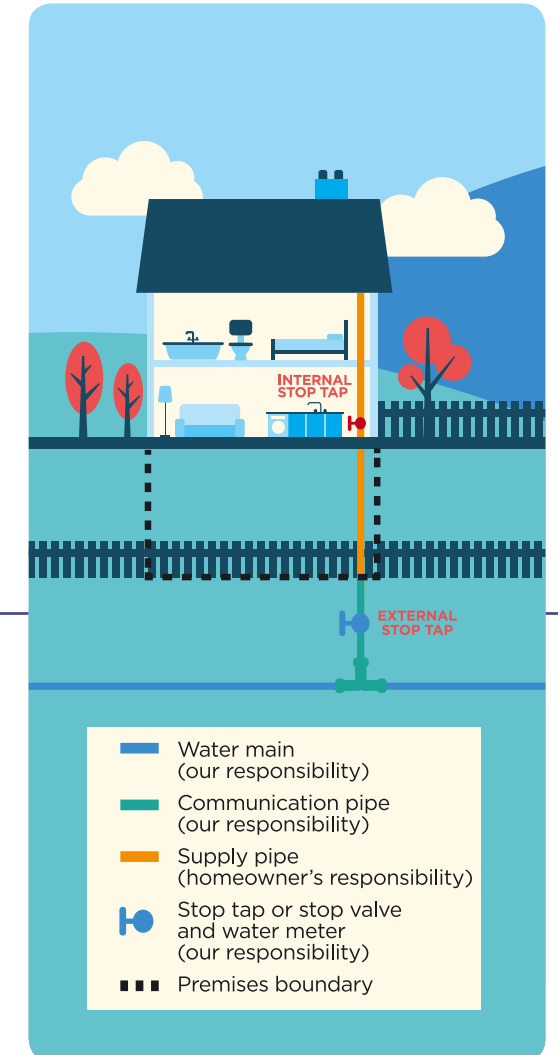 INTERNAL
STOP TAP
EXTERNAL
STOP TAP
Water main
(our responsibility)
Communication pipe
(our responsibility)
Supply pipe
(homeowner's responsibility)
Stop tap or stop valve
and water meter
(our responsibility)
Premises boundary